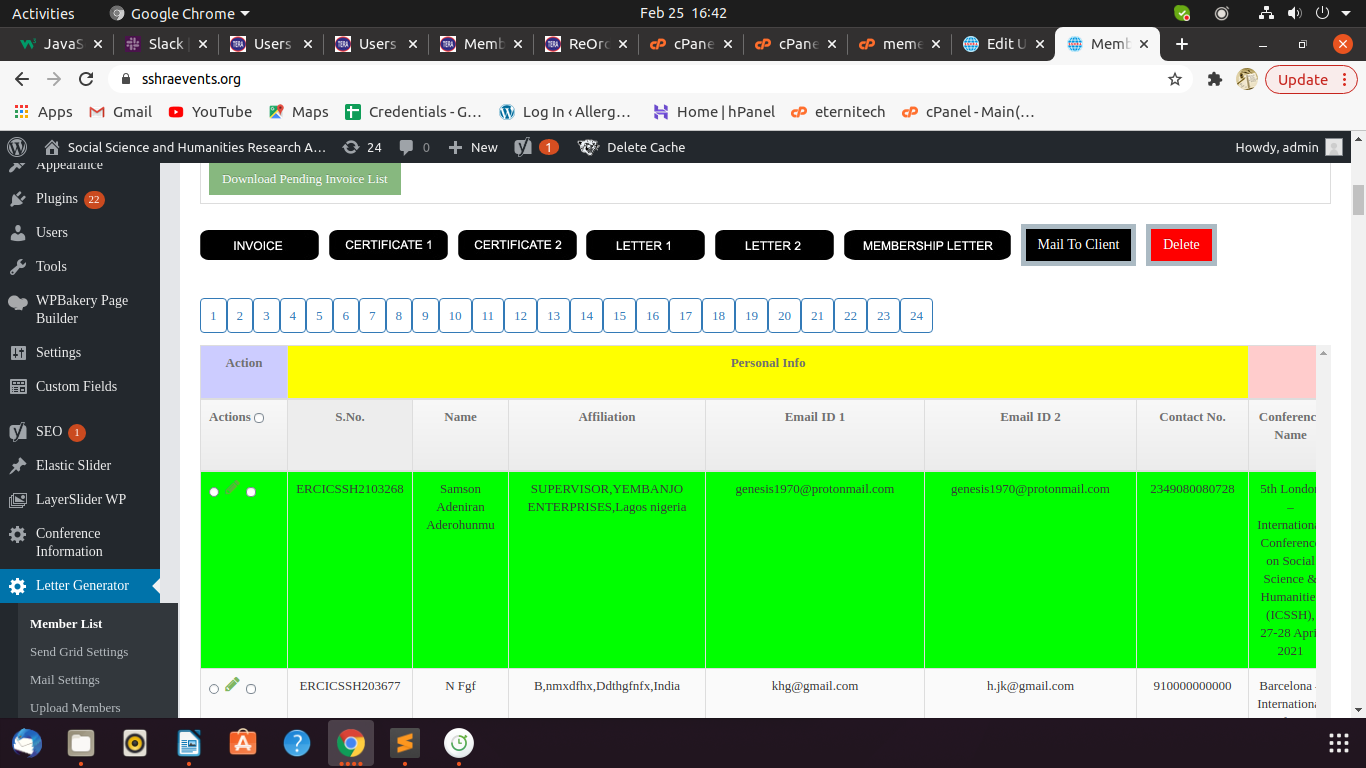 Activities
Google Chrome
Feb 25 16:42
JavaS
Slack
Users
Users
Memb
ReOrc
cPane
cPane
meme
Edit U
Memb
sshraevents.org
Update
Apps
Gmail
YouTube
Maps
Credentials - G...
Log In ‹ Allerg...
Home | hPanel
eternitech
cPanel - Main(...
Social Science and Humanities Research A...
24
0
New
1
Delete Cache
Howdy, admin
Appearance
Plugins 22
Users
Tools
WPBakery Page
Builder
Settings
Custom Fields
SEO 1
Elastic Slider
LayerSlider WP
Conference
Information
Letter Generator
Member List
Send Grid Settings
Mail Settings
Upload Members
Download Pending Invoice List
INVOICE
CERTIFICATE 1
CERTIFICATE 2
LETTER 1
LETTER 2
MEMBERSHIP LETTER
Mail To Client
Delete
1 2 3 4 5 6 7 8 9 10 11 12 13 14 15 16 17 18 19 20 21 22 23 24
Action
Personal Info
Actions
S.No.
Name
Affiliation
Email ID 1
Email ID 2
Contact No.
Conferenc
Name
ERCICSSH2103268
Samson
Adeniran
Aderohunmu
SUPERVISOR,YEMBANJO
ENTERPRISES,Lagos nigeria
genesis1970@protonmail.com
genesis1970@protonmail.com
2349080080728
5th London
–
Internationa
Conference
on Social
Science &
Humanitie
(ICSSH),
27-28 Apri
2021
ERCICSSH203677
N Fgf
B,nmxdfhx,Ddthgfnfx,India
khg@gmail.com
h.jk@gmail.com
910000000000
Barcelona -
Internationa